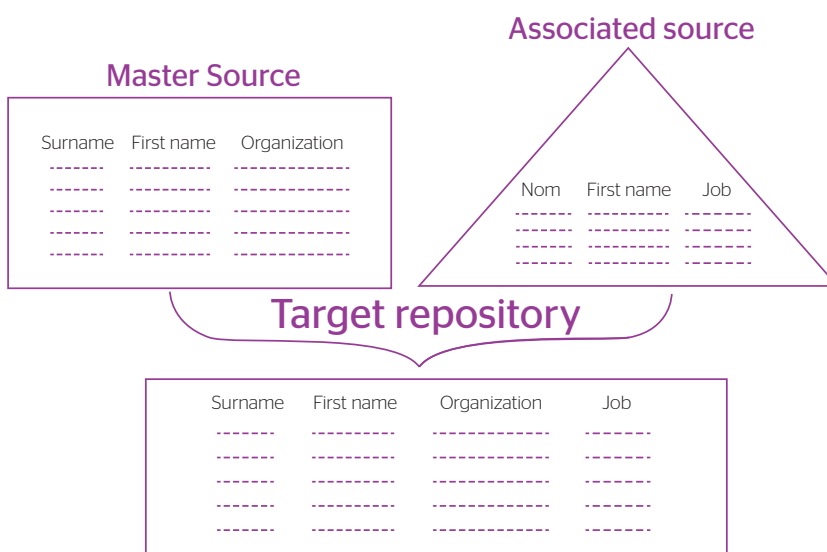 Associated source
Master Source
Surname First name Organization
Nom First name Job
Target repository
Surname First name Organization Job